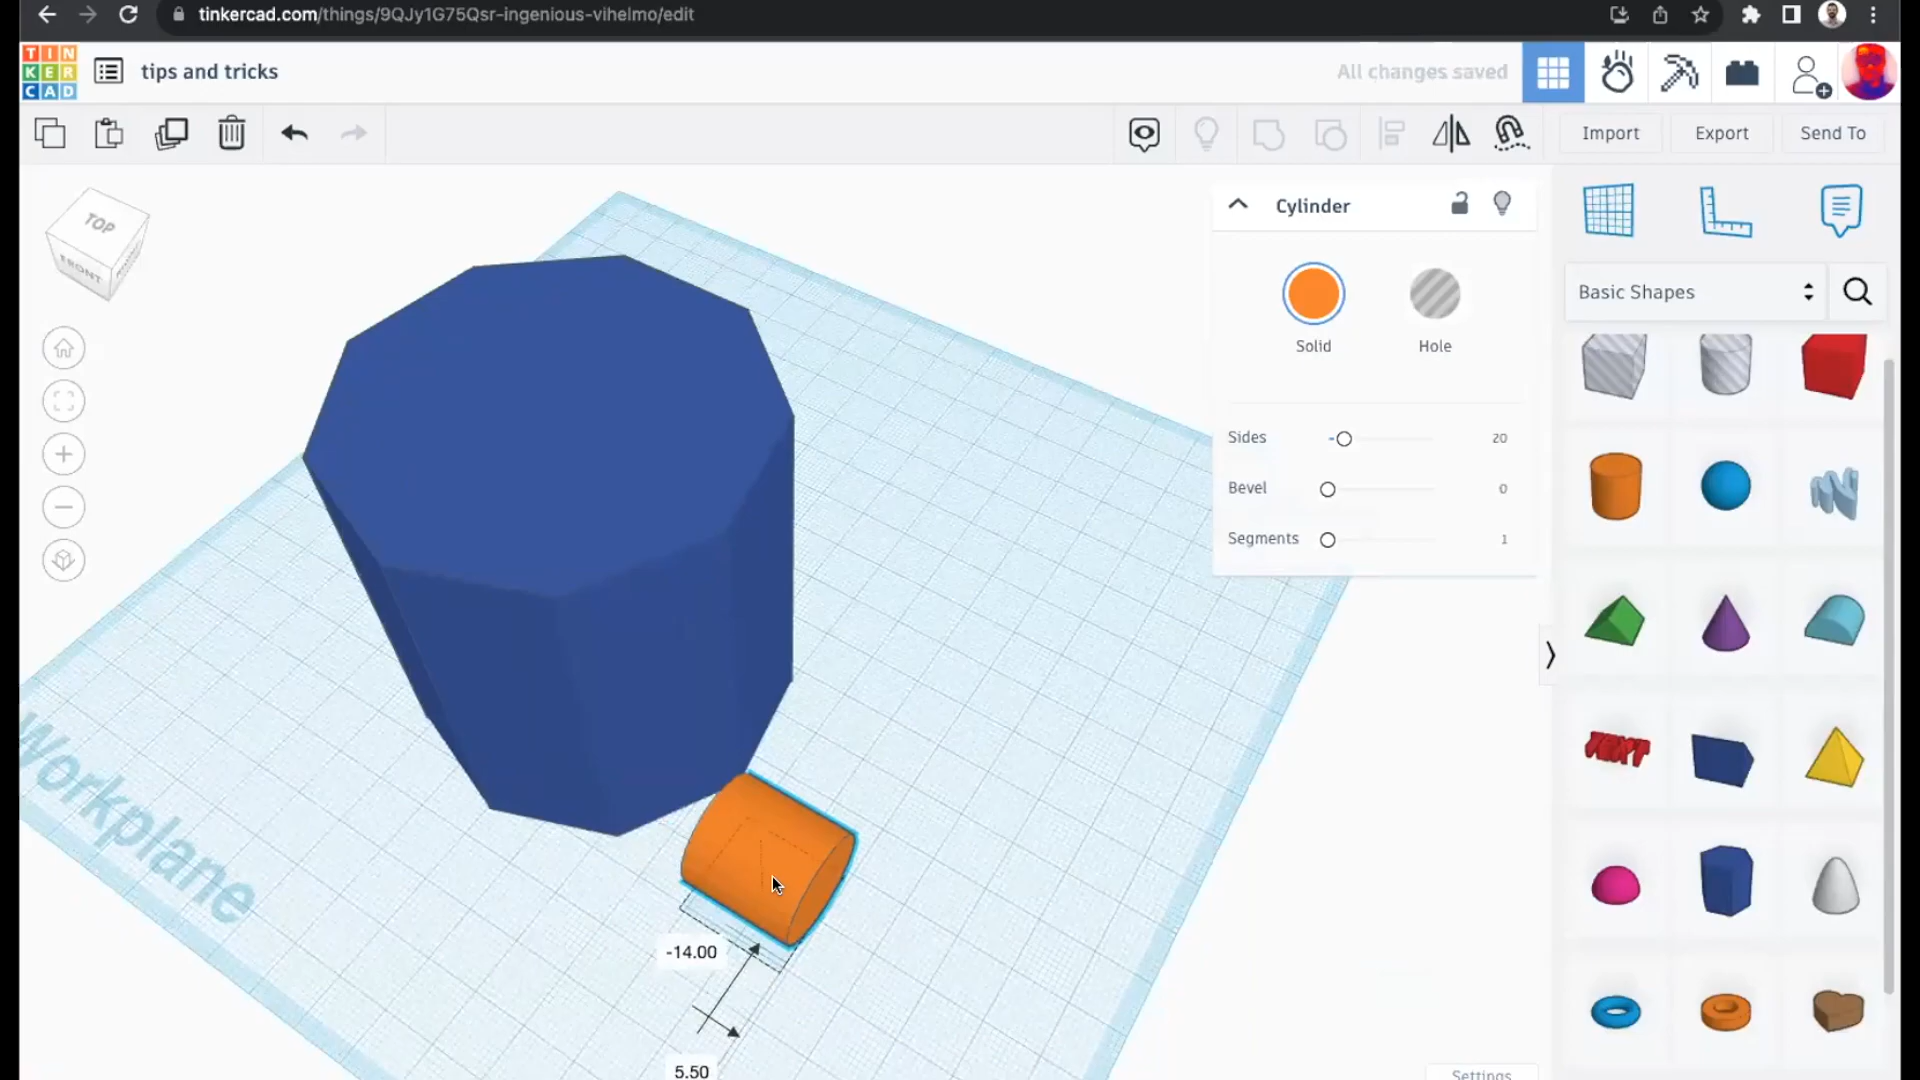 tinkercad.com/things/9QJy1G75Qsr-ingenious-vihelmo/edit
TIN
KER
CAD
tips and tricks
All changes saved
Import
Export
Send To
TOP
FRONT
Cylinder
Solid
Hole
Sides
20
Bevel
0
Segments
1
Basic Shapes
TEXT
Workplane
-14.00
5.50
Settings